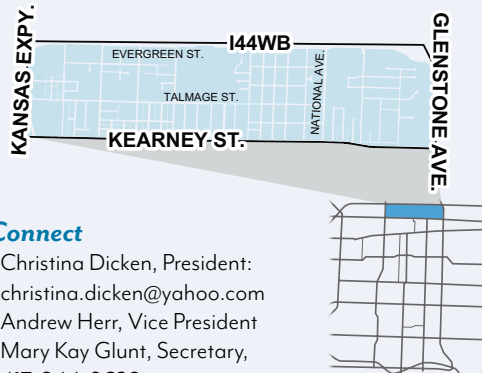 I44WB
EVERGREEN ST.
KANSAS EXPY.
TALMAGE ST.
NATIONAL AVE.
GLENSTONE AVE.
KEARNEY ST.
Connect
Christina Dicken, President:
christina.dicken@yahoo.com
Andrew Herr, Vice President
Mary Kay Glunt, Secretary,